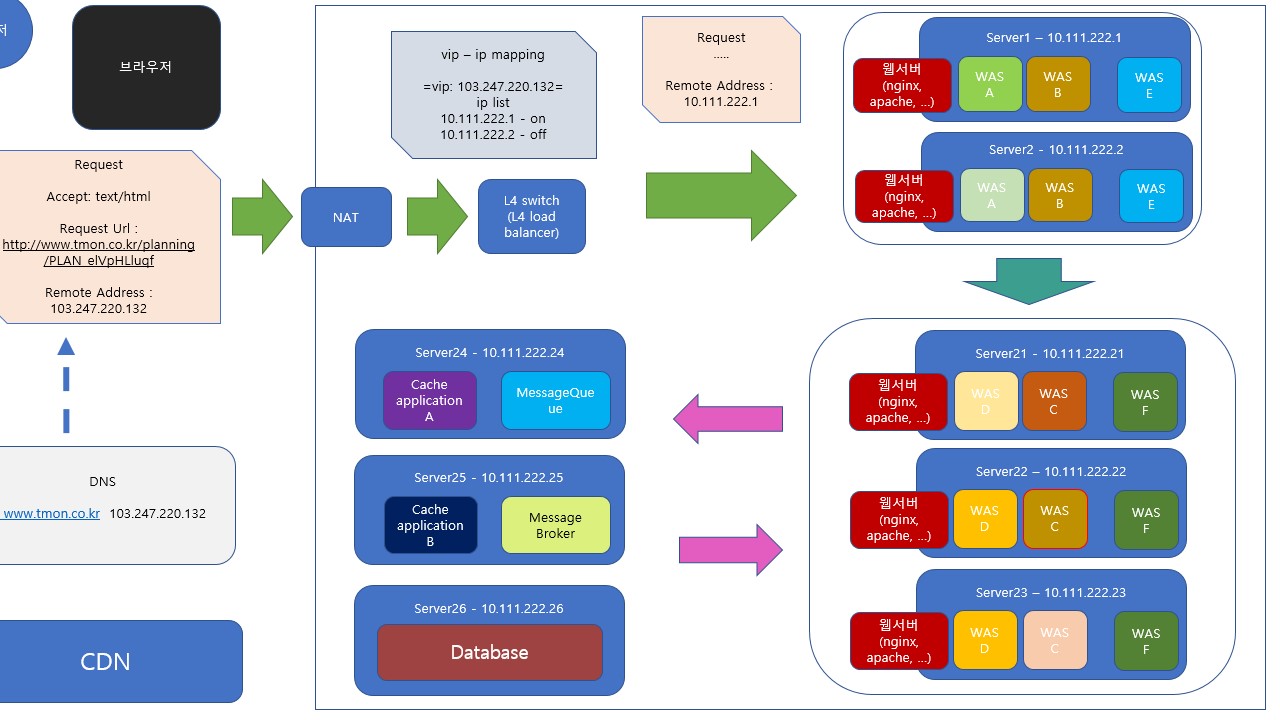 저
브라우저
Request
Accept: text/html
Request Url :
http://www.tmon.co.kr/planning
/PLAN_elVpHLluqf
Remote Address :
103.247.220.132
DNS
www.tmon.co.kr 103.247.220.132
CDN
NAT
vip – ip mapping
=vip: 103.247.220.132=
ip list
10.111.222.1 - on
10.111.222.2 - off
L4 switch
(L4 load
balancer)
Request
.....
Remote Address :
10.111.222.1
Server1 – 10.111.222.1
웹서버
(nginx,
apache, ...)
WAS
A
WAS
B
WAS
E
Server2 - 10.111.222.2
웹서버
(nginx,
apache, ...)
WAS
A
WAS
B
WAS
E
Server21 - 10.111.222.21
웹서버
(nginx,
apache, ...)
WAS
D
WAS
C
WAS
F
Server22 – 10.111.222.22
웹서버
(nginx,
apache, ...)
WAS
D
WAS
C
WAS
F
Server23 - 10.111.222.23
웹서버
(nginx,
apache, ...)
WAS
D
WAS
C
WAS
F
Server24 - 10.111.222.24
Cache
application
A
MessageQue
ue
Server25 - 10.111.222.25
Cache
application
B
Message
Broker
Server26 - 10.111.222.26
Database